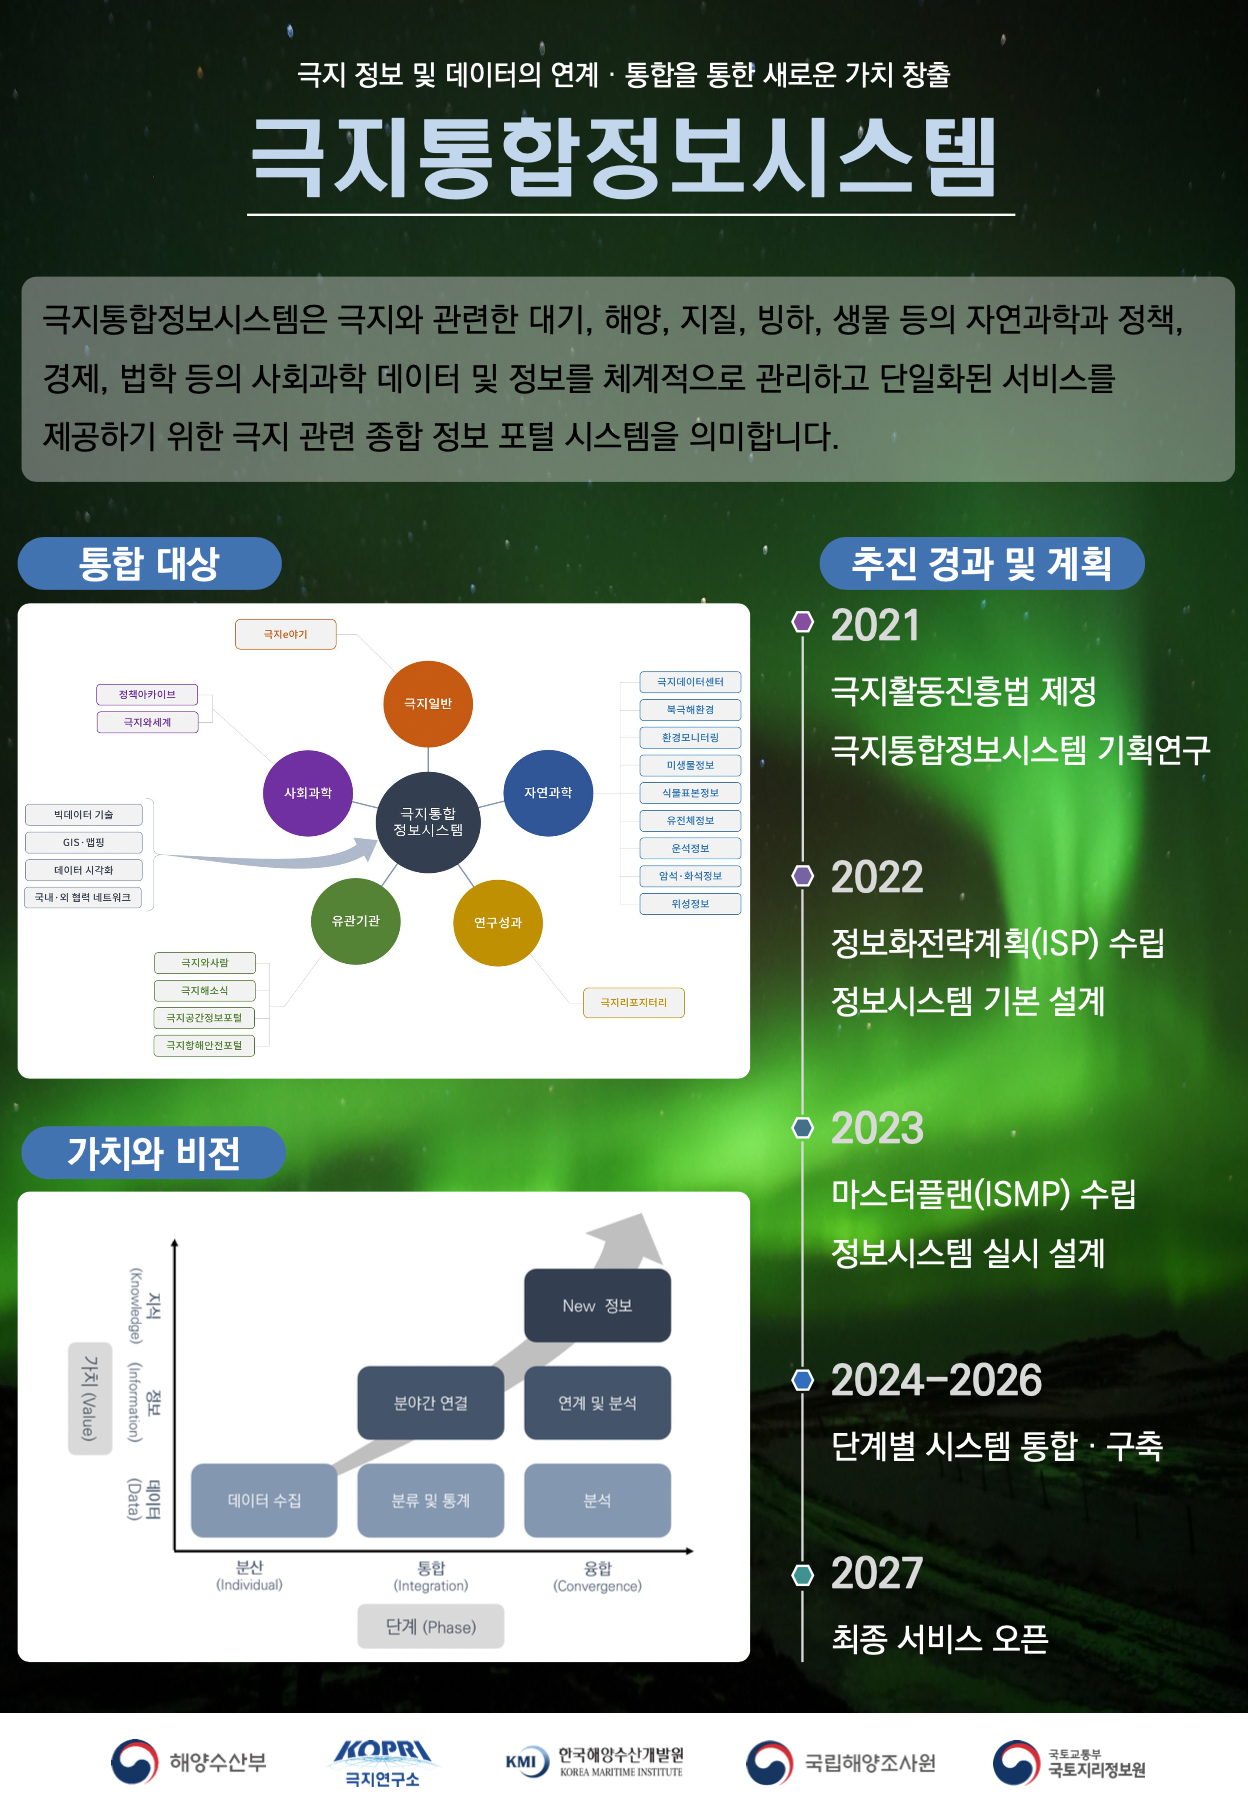 극지 정보 및 데이터의 연계 · 통합을 통한 새로운 가치 창출
극지통합정보시스템
극지통합정보시스템은 극지와 관련한 대기, 해양, 지질, 빙하, 생물 등의 자연과학과 정책,
경제, 법학 등의 사회과학 데이터 및 정보를 체계적으로 관리하고 단일화된 서비스를
제공하기 위한 극지 관련 종합 정보 포털 시스템을 의미합니다.
통합 대상
극지e야기
극지일반
정책아카이브
극지와세계
사회과학
극지통합
정보시스템
자연과학
극지데이터센터
북극해환경
환경모니터링
미생물정보
식물표본정보
유전체정보
운석정보
암석·화석정보
위성정보
빅데이터 기술
GIS·맵핑
데이터 시각화
국내·외 협력 네트워크
유관기관
연구성과
극지와사람
극지해소식
극지공간정보포털
극지항해안전포털
극지리포지터리
가치와 비전
가치 (Value)
지식
(Knowledge)
정보
(Information)
데이터
(Data)
New 정보
분야간 연결
연계 및 분석
데이터 수집
분류 및 통계
분석
분산
(Individual)
통합
(Integration)
융합
(Convergence)
단계 (Phase)
추진 경과 및 계획
2021
극지활동진흥법 제정
극지통합정보시스템 기획연구
2022
정보화전략계획(ISP) 수립
정보시스템 기본 설계
2023
마스터플랜(ISMP) 수립
정보시스템 실시 설계
2024-2026
단계별 시스템 통합 · 구축
2027
최종 서비스 오픈
해양수산부
KOPRI
극지연구소
KMI
한국해양수산개발원
KOREA MARITIME INSTITUTE
국립해양조사원
국토교통부
국토지리정보원